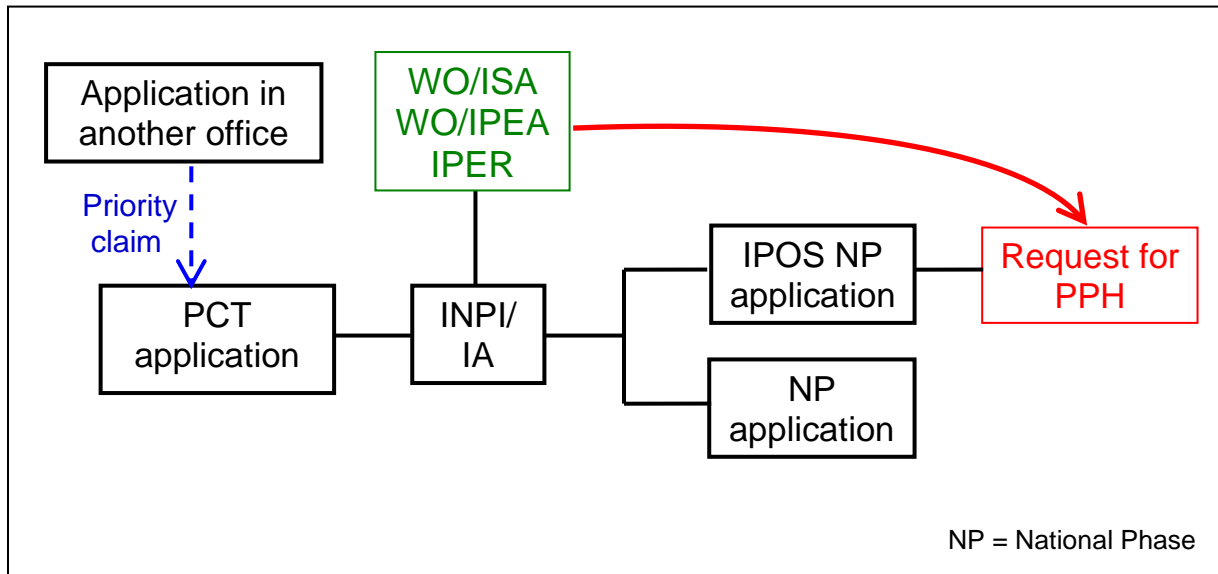 Application in
another office
Priority
claim
PCT
application
WO/ISA
WO/IPEA
IPER
INPI/
IA
IPOS NP
application
Request for
PPH
NP
application
NP = National Phase